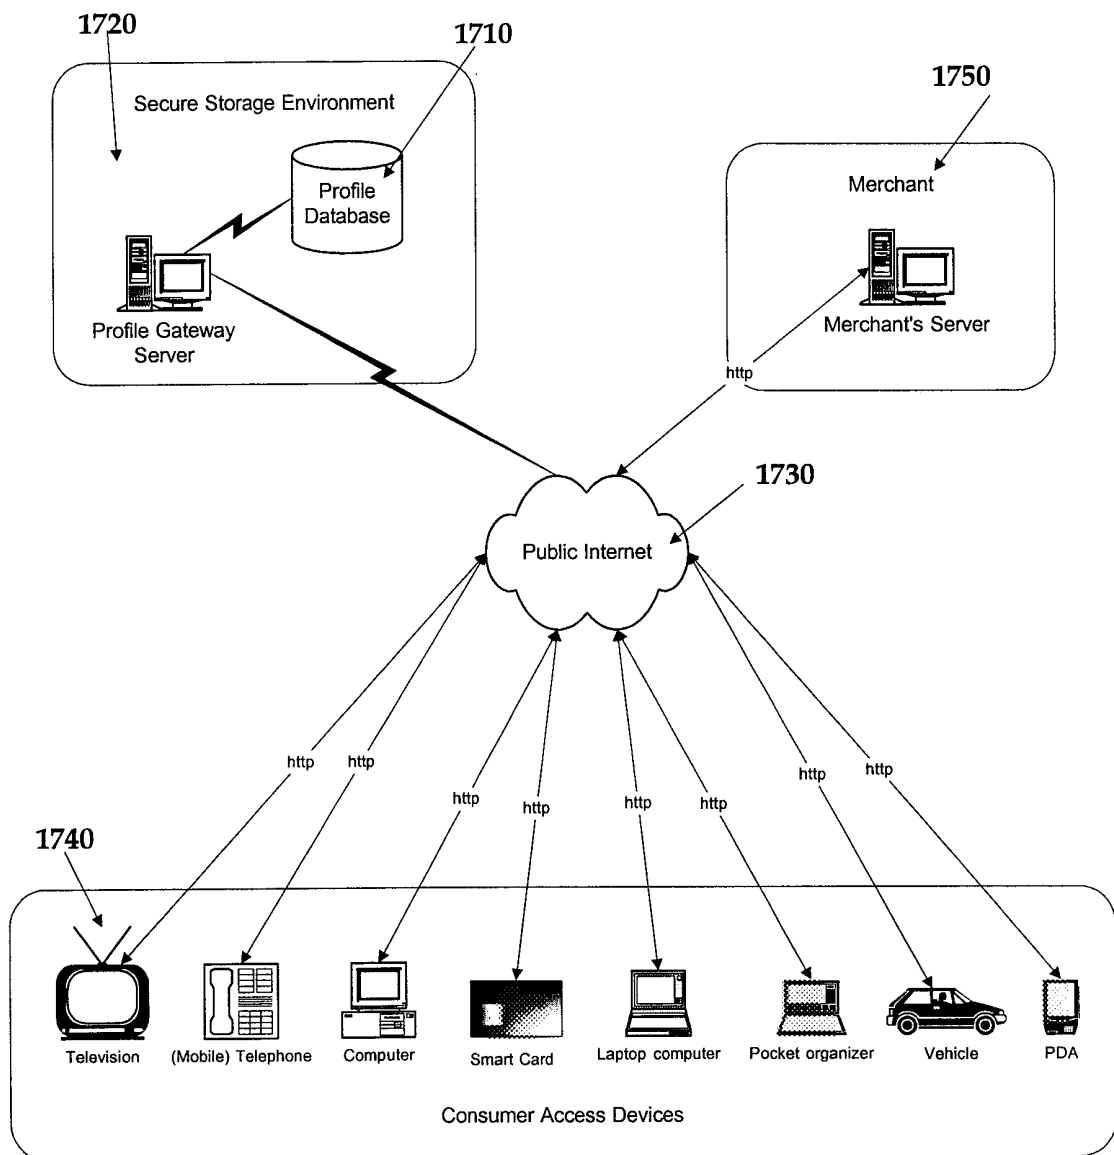 1720
1710
1750
Secure Storage Environment
Profile
Database
Profile Gateway
Server
Merchant
Merchant's Server
http
1730
Public Internet
http
http
http
http
http
http
http
http
1740
Television
(Mobile) Telephone
Computer
Smart Card
Laptop computer
Pocket organizer
Vehicle
PDA
Consumer Access Devices